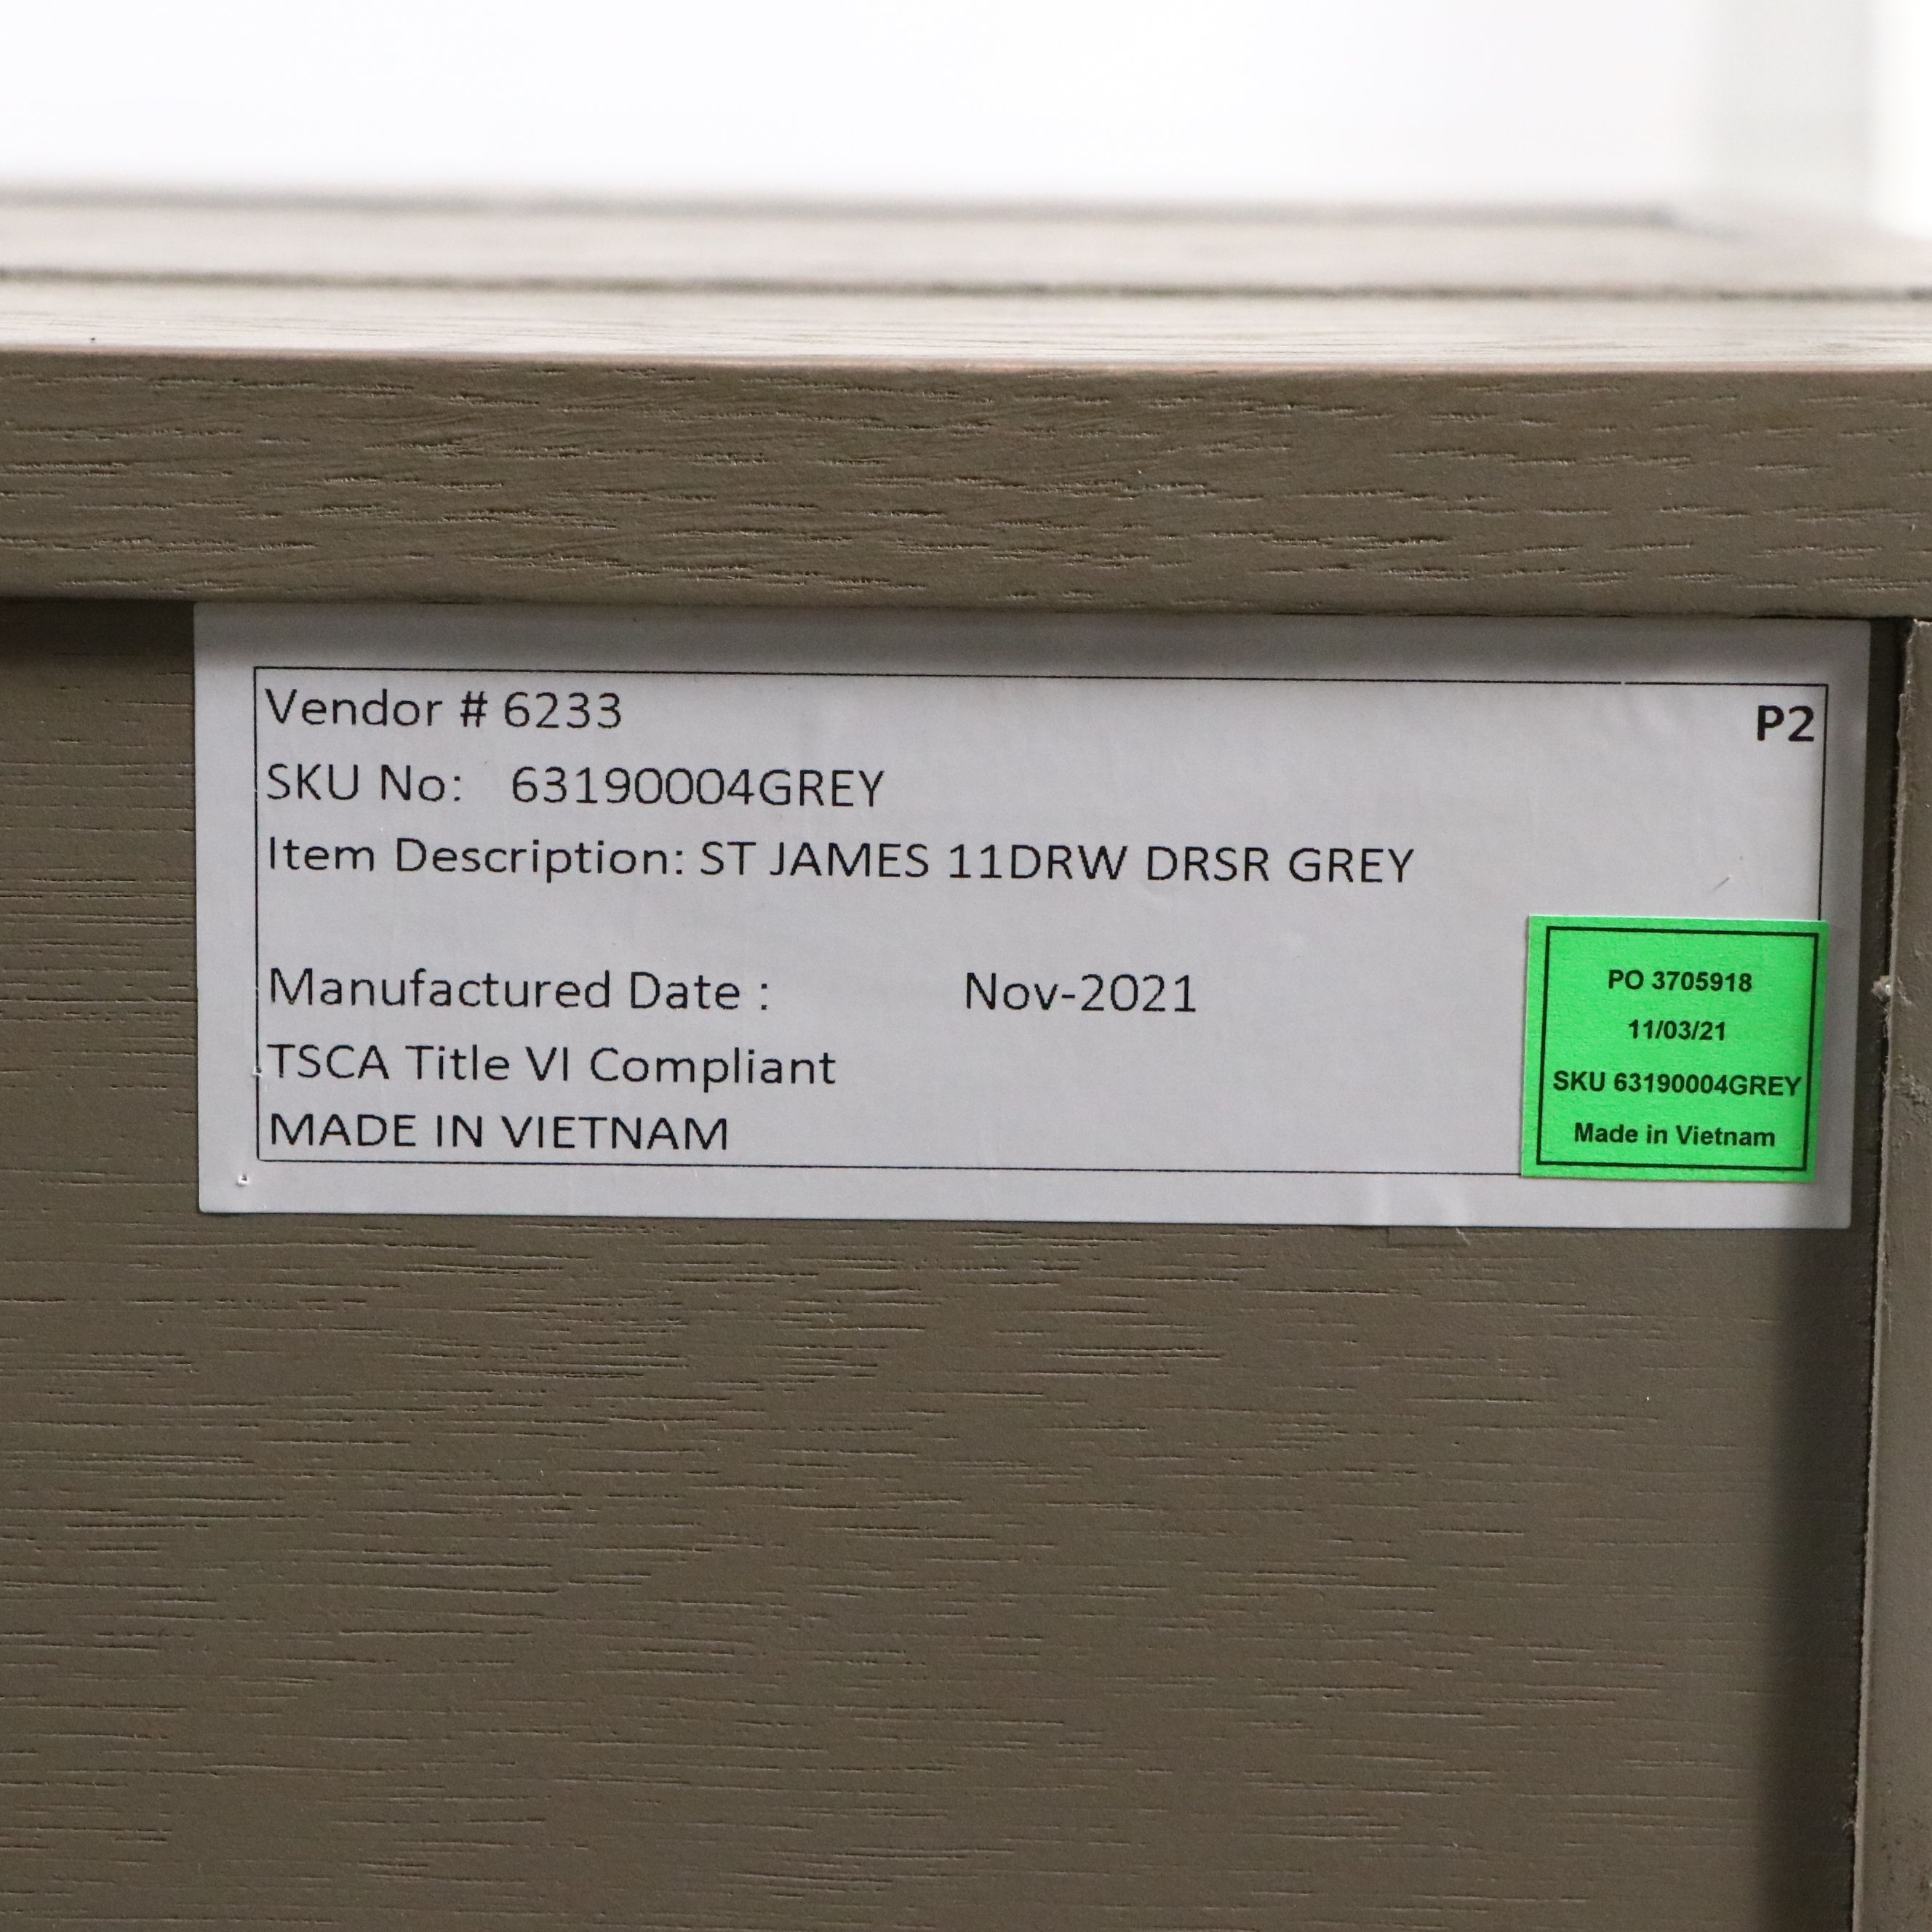 Vendor # 6233
P2
SKU No: 63190004GREY
Item Description: ST JAMES 11DRW DRSR GREY
Manufactured Date : Nov-2021
TSCA Title VI Compliant
MADE IN VIETNAM
PO 3705918
11/03/21
SKU 63190004GREY
Made in Vietnam